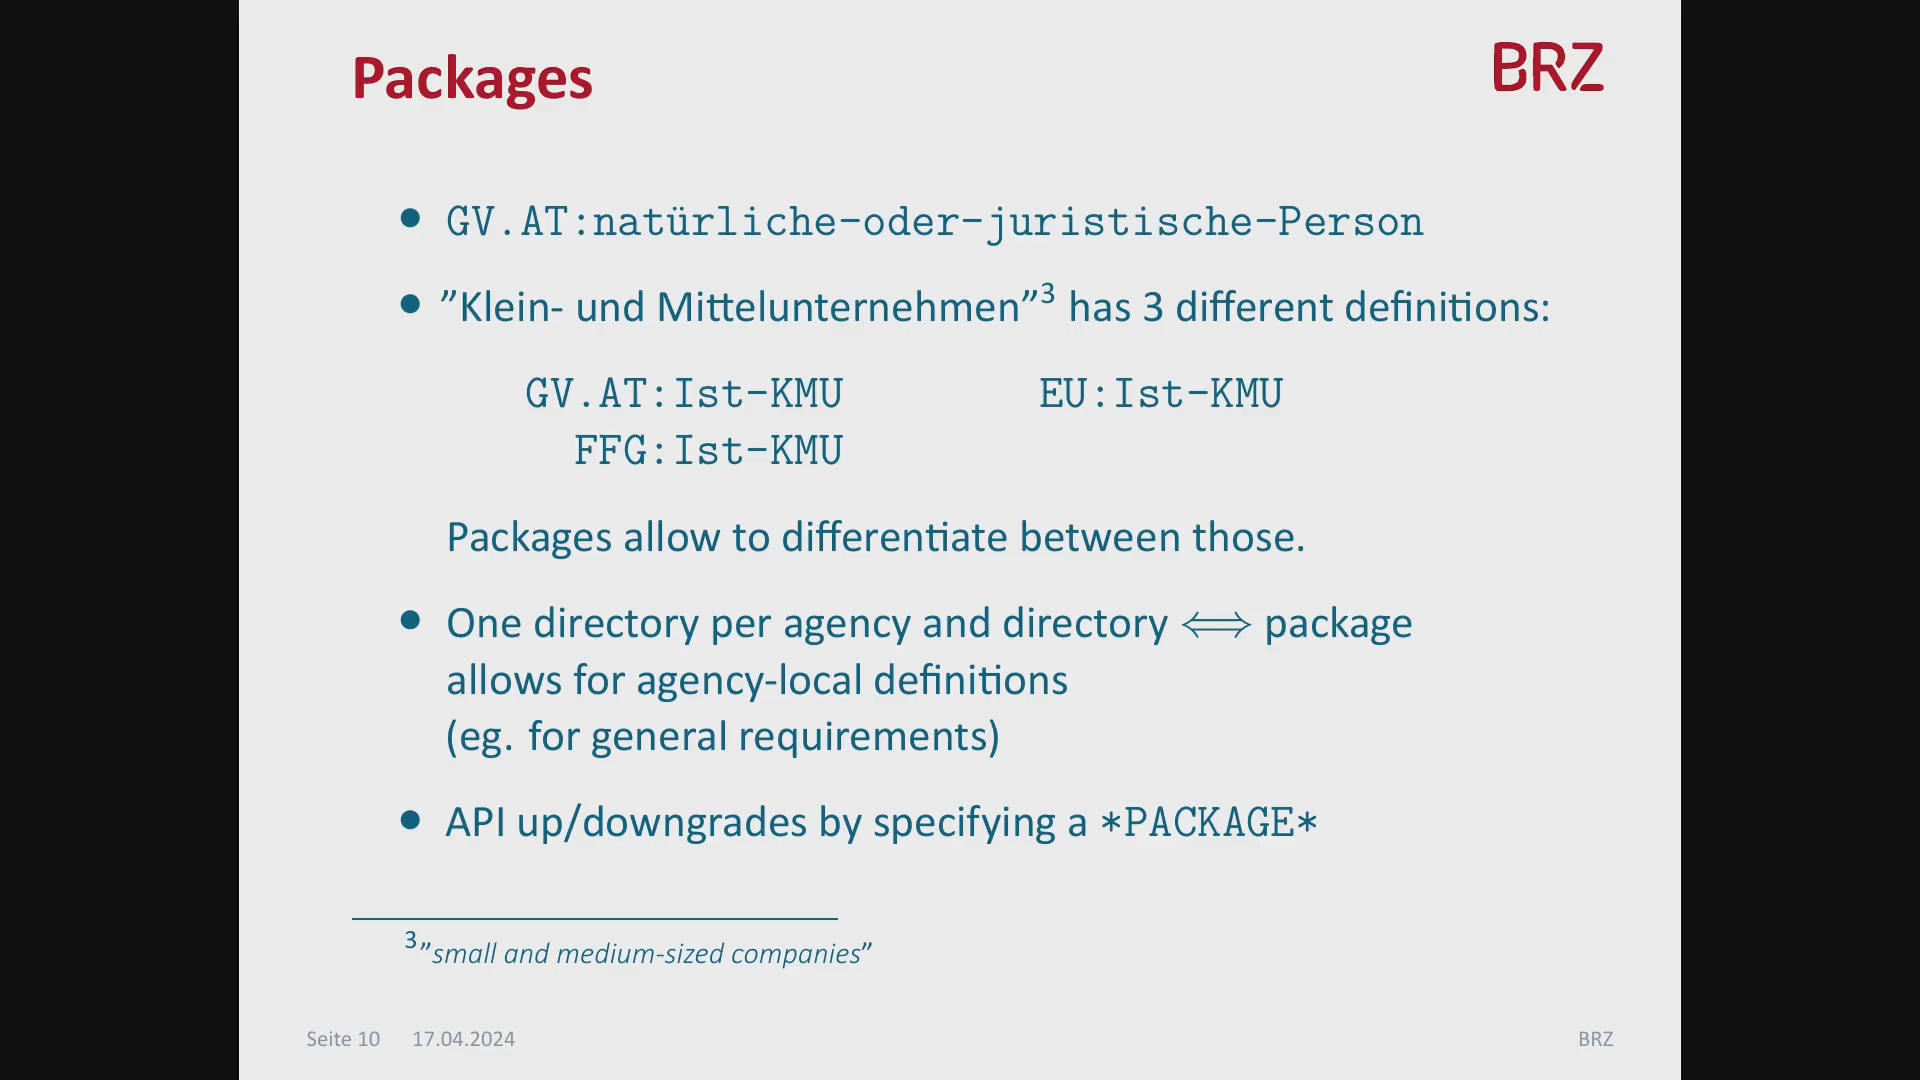 Packages
BRZ
• GV.AT:natürliche-oder-juristische-Person
• ”Klein- und Mittelunternehmen”3 has 3 different definitions:
GV.AT:Ist-KMU EU:Ist-KMU
FFG:Ist-KMU
Packages allow to differentiate between those.
• One directory per agency and directory ⟺ package
allows for agency-local definitions
(eg. for general requirements)
• API up/downgrades by specifying a *PACKAGE*
3”small and medium-sized companies”
Seite 10 17.04.2024 BRZ